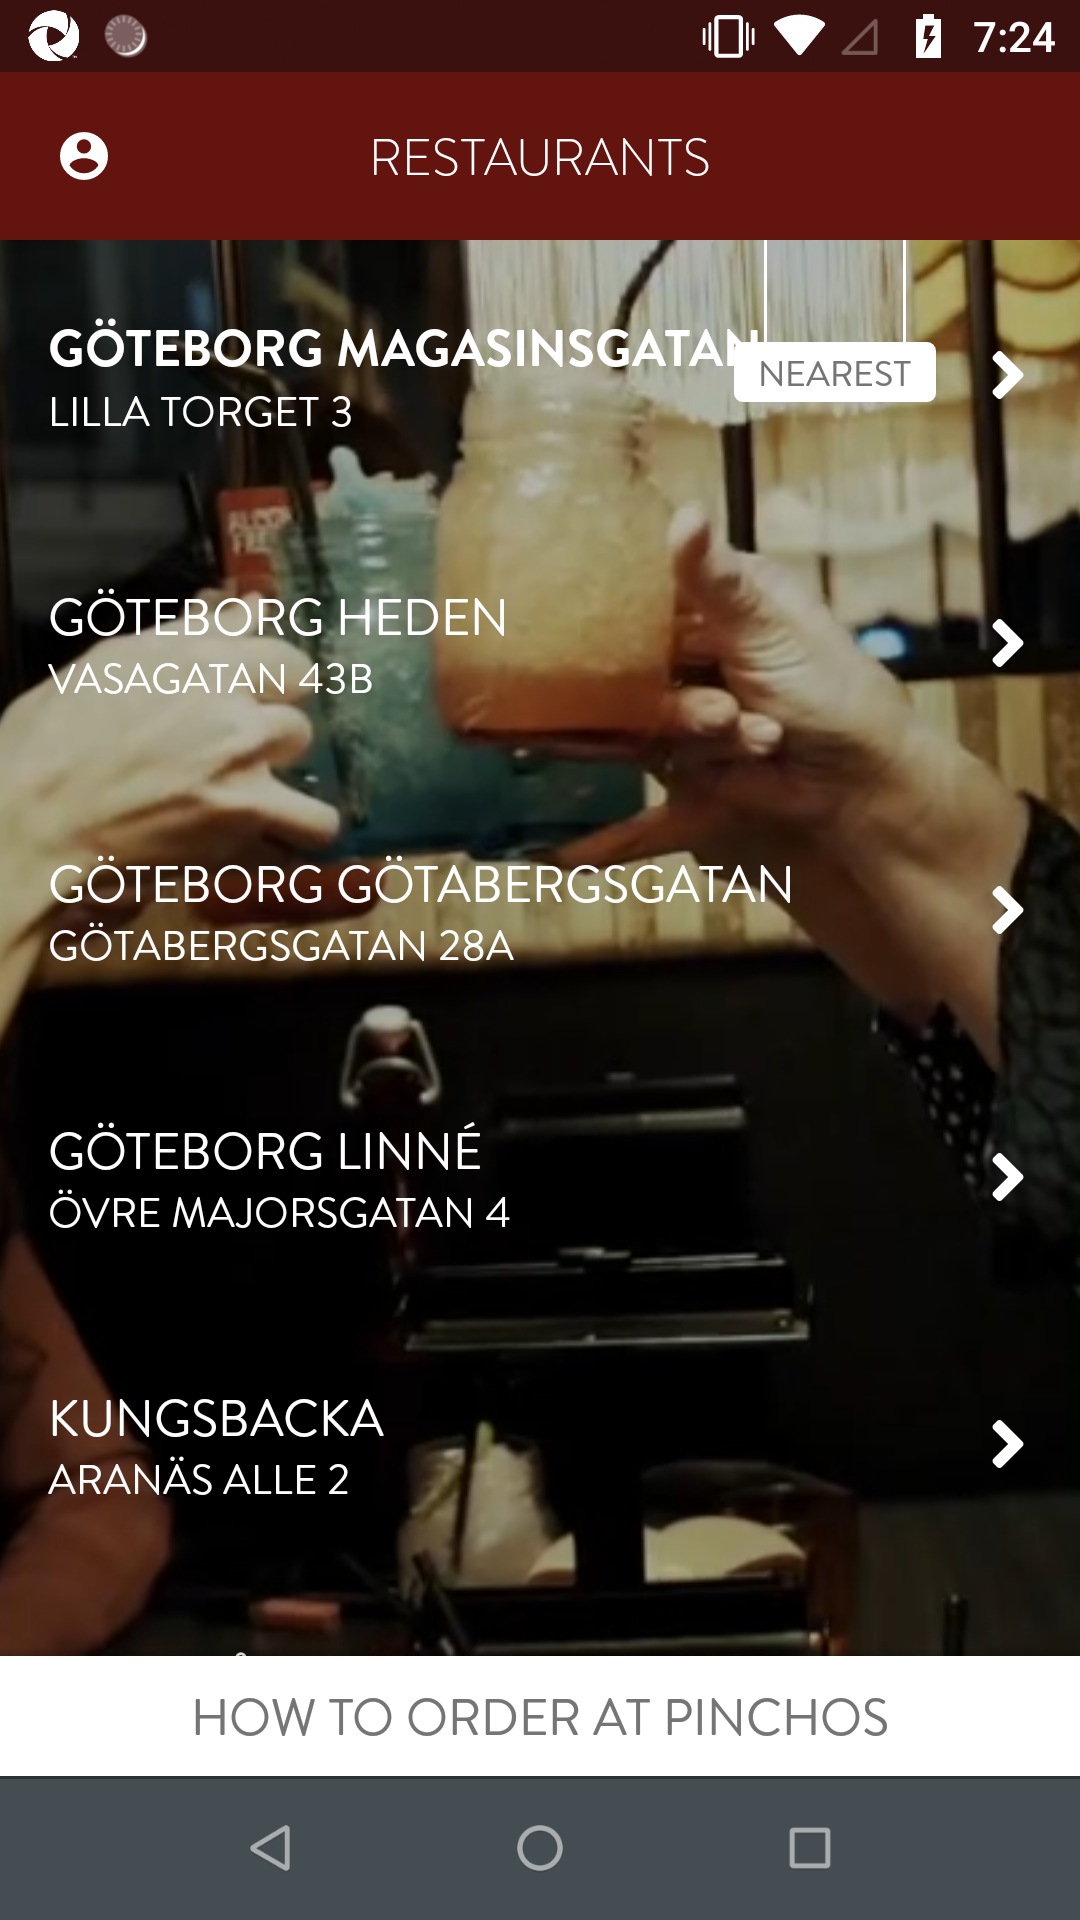 7:24
RESTAURANTS
GÖTEBORG MAGASINSGATAN
NEAREST
LILLA TORGET 3
GÖTEBORG HEDEN
VASAGATAN 43B
GÖTEBORG GÖTABERGSGATAN
GÖTABERGSGATAN 28A
GÖTEBORG LINNÉ
ÖVRE MAJORSGATAN 4
KUNGSBACKA
ARANÄS ALLE 2
HOW TO ORDER AT PINCHOS